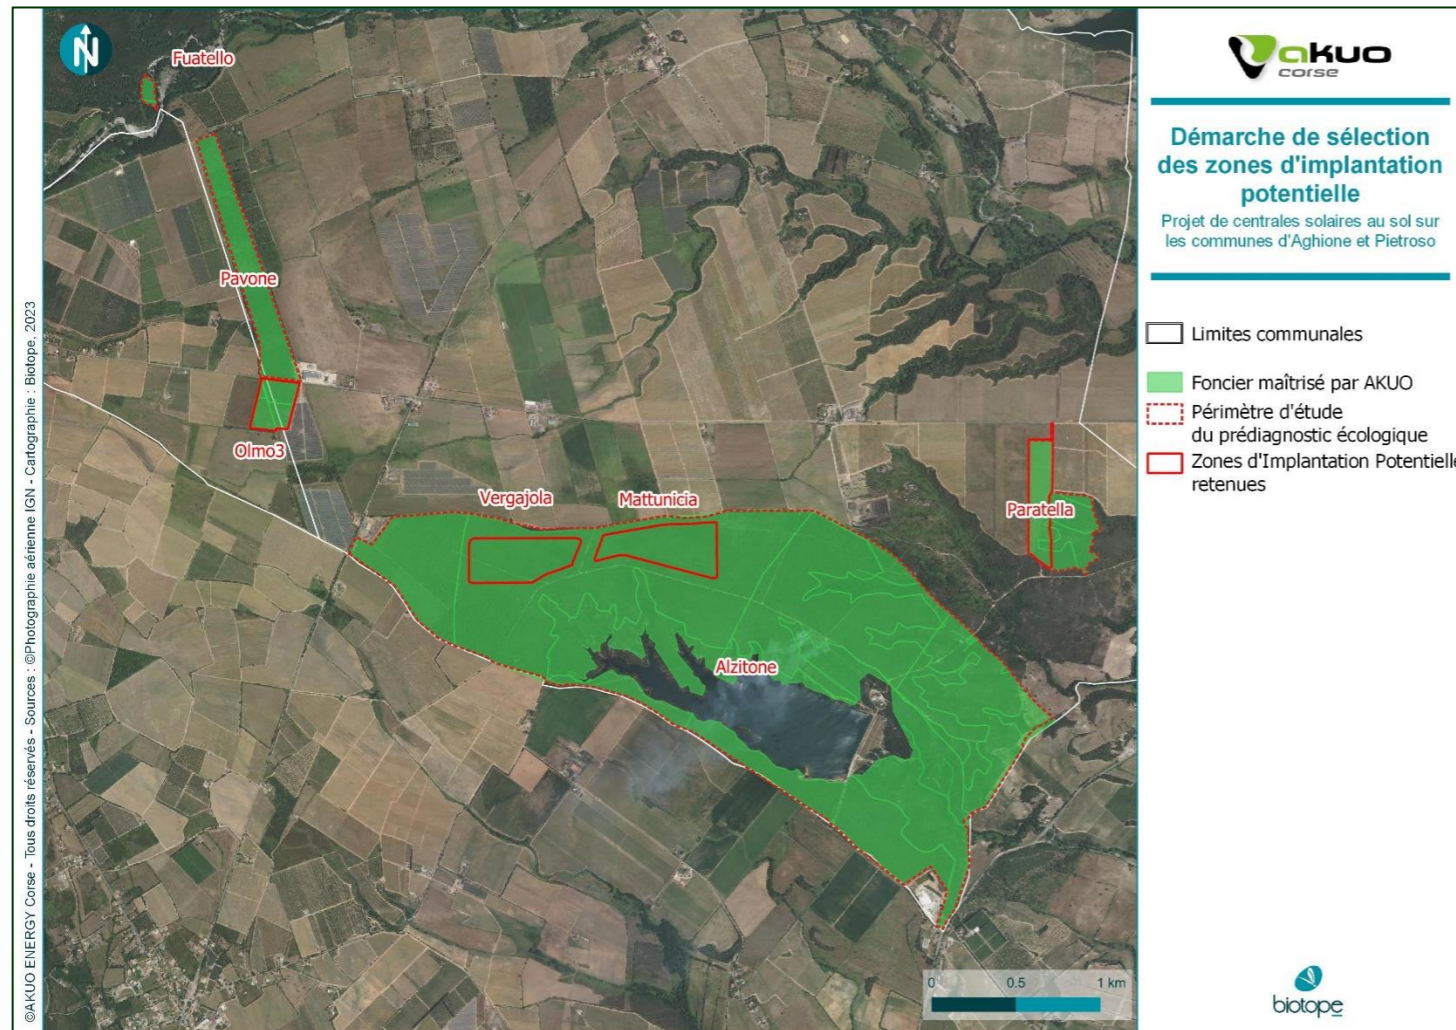 N
Fuatello
Pavone
Olmo3
Vergajola
Mattunicia
Paratella
Alzitone
0 0.5 1 km
©AKUO ENERGY Corse - Tous droits réservés - Sources : ©Photographie aérienne IGN - Cartographie : Biotope, 2023
akuo
corse
Démarche de sélection
des zones d'implantation
potentielle
Projet de centrales solaires au sol sur
les communes d'Aghione et Pietroso
Limites communales
Foncier maîtrisé par AKUO
Périmètre d'étude
du prédiagnostic écologique
Zones d'Implantation Potentielle
retenues
biotope